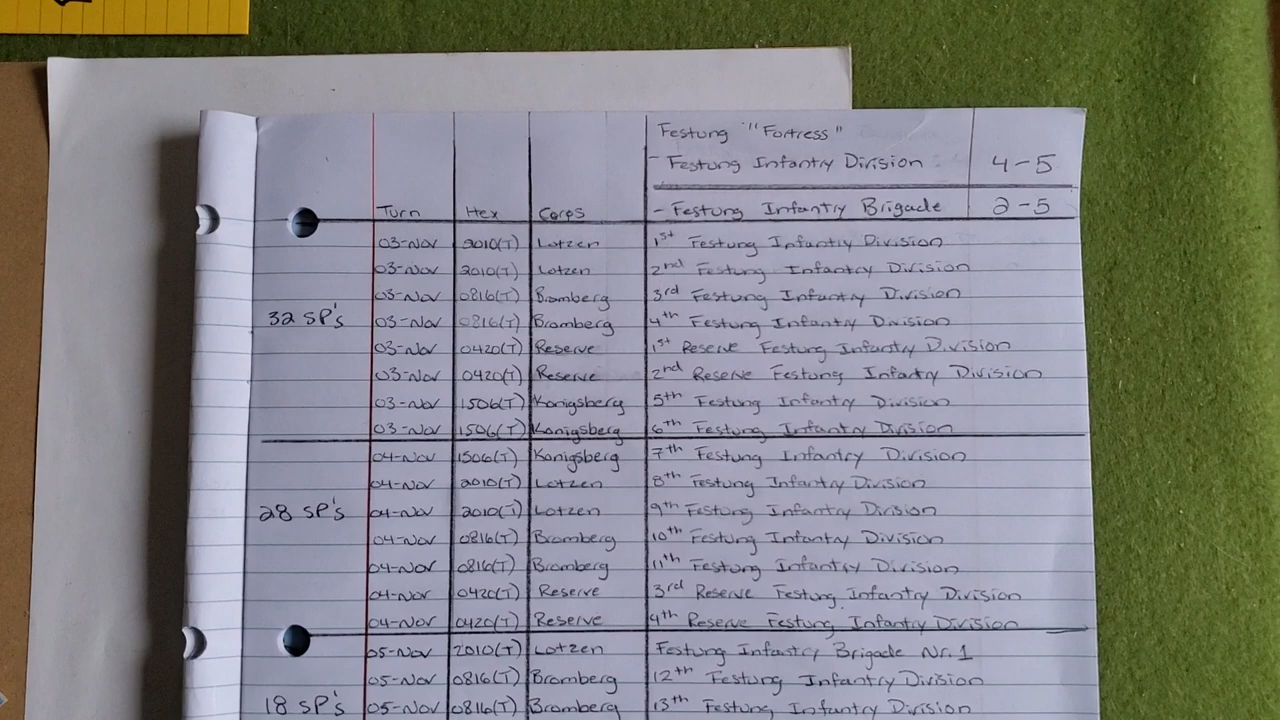 Festung "Fortress"
- Festung Infantry Division 4-5
Turn Hex Corps - Festung Infantry Brigade 2-5
03-Nov 2010(T) Lotzen 1st Festung Infantry Division
03-Nov 2010(T) Lotzen 2nd Festung Infantry Division
03-Nov 0816(T) Bromberg 3rd Festung Infantry Division
32 SP's 03-Nov 0816(T) Bromberg 4th Festung Infantry Division
03-Nov 0420(T) Reserve 1st Reserve Festung Infantry Division
03-Nov 0420(T) Reserve 2nd Reserve Festung Infantry Division
03-Nov 1506(T) Konigsberg 5th Festung Infantry Division
03-Nov 1506(T) Konigsberg 6th Festung Infantry Division
04-Nov 1506(T) Konigsberg 7th Festung Infantry Division
04-Nov 2010(T) Lotzen 8th Festung Infantry Division
28 SP's 04-Nov 2010(T) Lotzen 9th Festung Infantry Division
04-Nov 0816(T) Bromberg 10th Festung Infantry Division
04-Nov 0816(T) Bromberg 11th Festung Infantry Division
04-Nov 0420(T) Reserve 3rd Reserve Festung Infantry Division
04-Nov 0420(T) Reserve 4th Reserve Festung Infantry Division
05-Nov 2010(T) Lotzen Festung Infantry Brigade Nr. 1
05-Nov 0816(T) Bromberg 12th Festung Infantry Division
18 SP's 05-Nov 0816(T) Bromberg 13th Festung Infantry Division